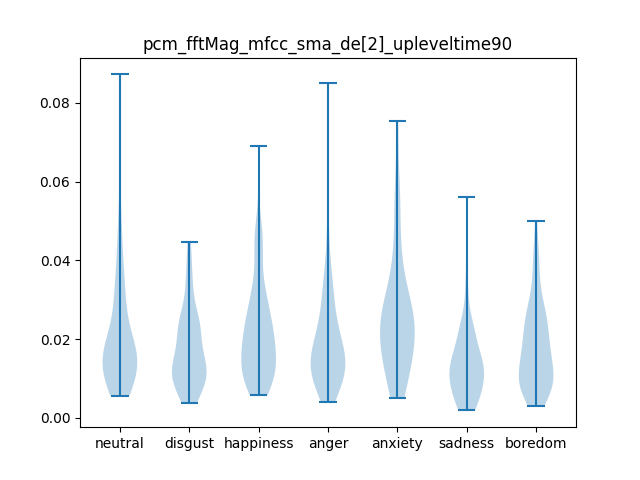 pcm_fftMag_mfcc_sma_de[2]_upleveltime90
0.08
0.06
0.04
0.02
0.00
neutral disgust happiness anger anxiety sadness boredom